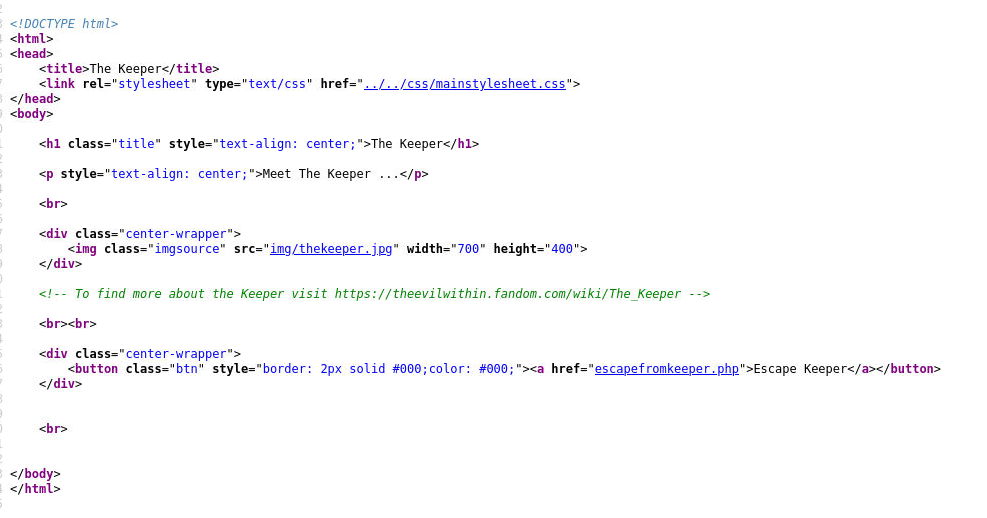 <!DOCTYPE html>
<html>
<head>
    <title>The Keeper</title>
    <link rel="stylesheet" type="text/css" href="../../css/mainstylesheet.css">
</head>
<body>
    <h1 class="title" style="text-align: center;">The Keeper</h1>
    <p style="text-align: center;">Meet The Keeper ...</p>
    <br>
    <div class="center-wrapper">
        <img class="imgsource" src="img/thekeeper.jpg" width="700" height="400">
    </div>
    <!-- To find more about the Keeper visit https://theevilwithin.fandom.com/wiki/The_Keeper -->
    <br><br>
    <div class="center-wrapper">
        <button class="btn" style="border: 2px solid #000;color: #000;"><a href="escapefromkeeper.php">Escape Keeper</a></button>
    </div>
    <br>
</body>
</html>